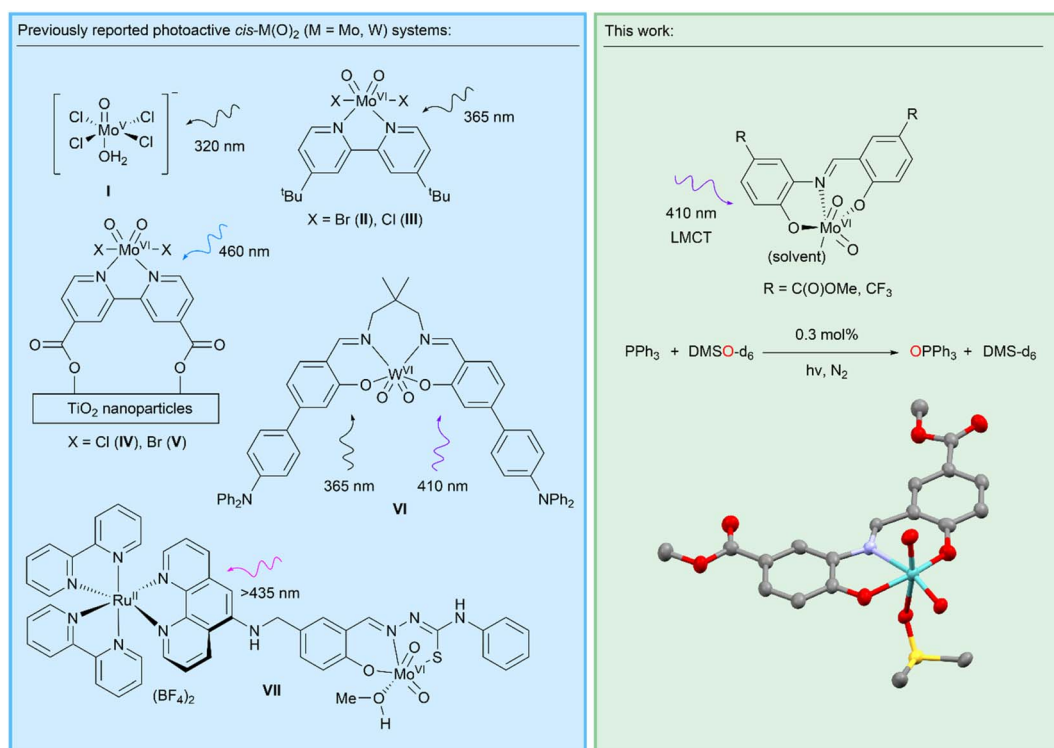 Previously reported photoactive cis-M(O)₂ (M = Mo, W) systems:
O
Cl Cl
Moⱽ
Cl Cl
OH₂
–
320 nm
I
O O
X Moⱽᴵ X
N N
365 nm
ᵗBu ᵗBu
X = Br (II), Cl (III)
O O
X Moⱽᴵ X
N N
460 nm
O O
O O
TiO₂ nanoparticles
X = Cl (IV), Br (V)
N N
Wⱽᴵ
O O
O O
Ph₂N NPh₂
365 nm 410 nm
VI
N N
N Ruᴵᴵ N
N N
>435 nm
N
H
N N
H
N
O Moⱽᴵ S
O
O
Me O
H
(BF₄)₂
VII
This work:
R R
N
O
O Moⱽᴵ
O
O
(solvent)
410 nm
LMCT
R = C(O)OMe, CF₃
0.3 mol%
PPh₃ + DMSO-d₆ OPPh₃ + DMS-d₆
hν, N₂